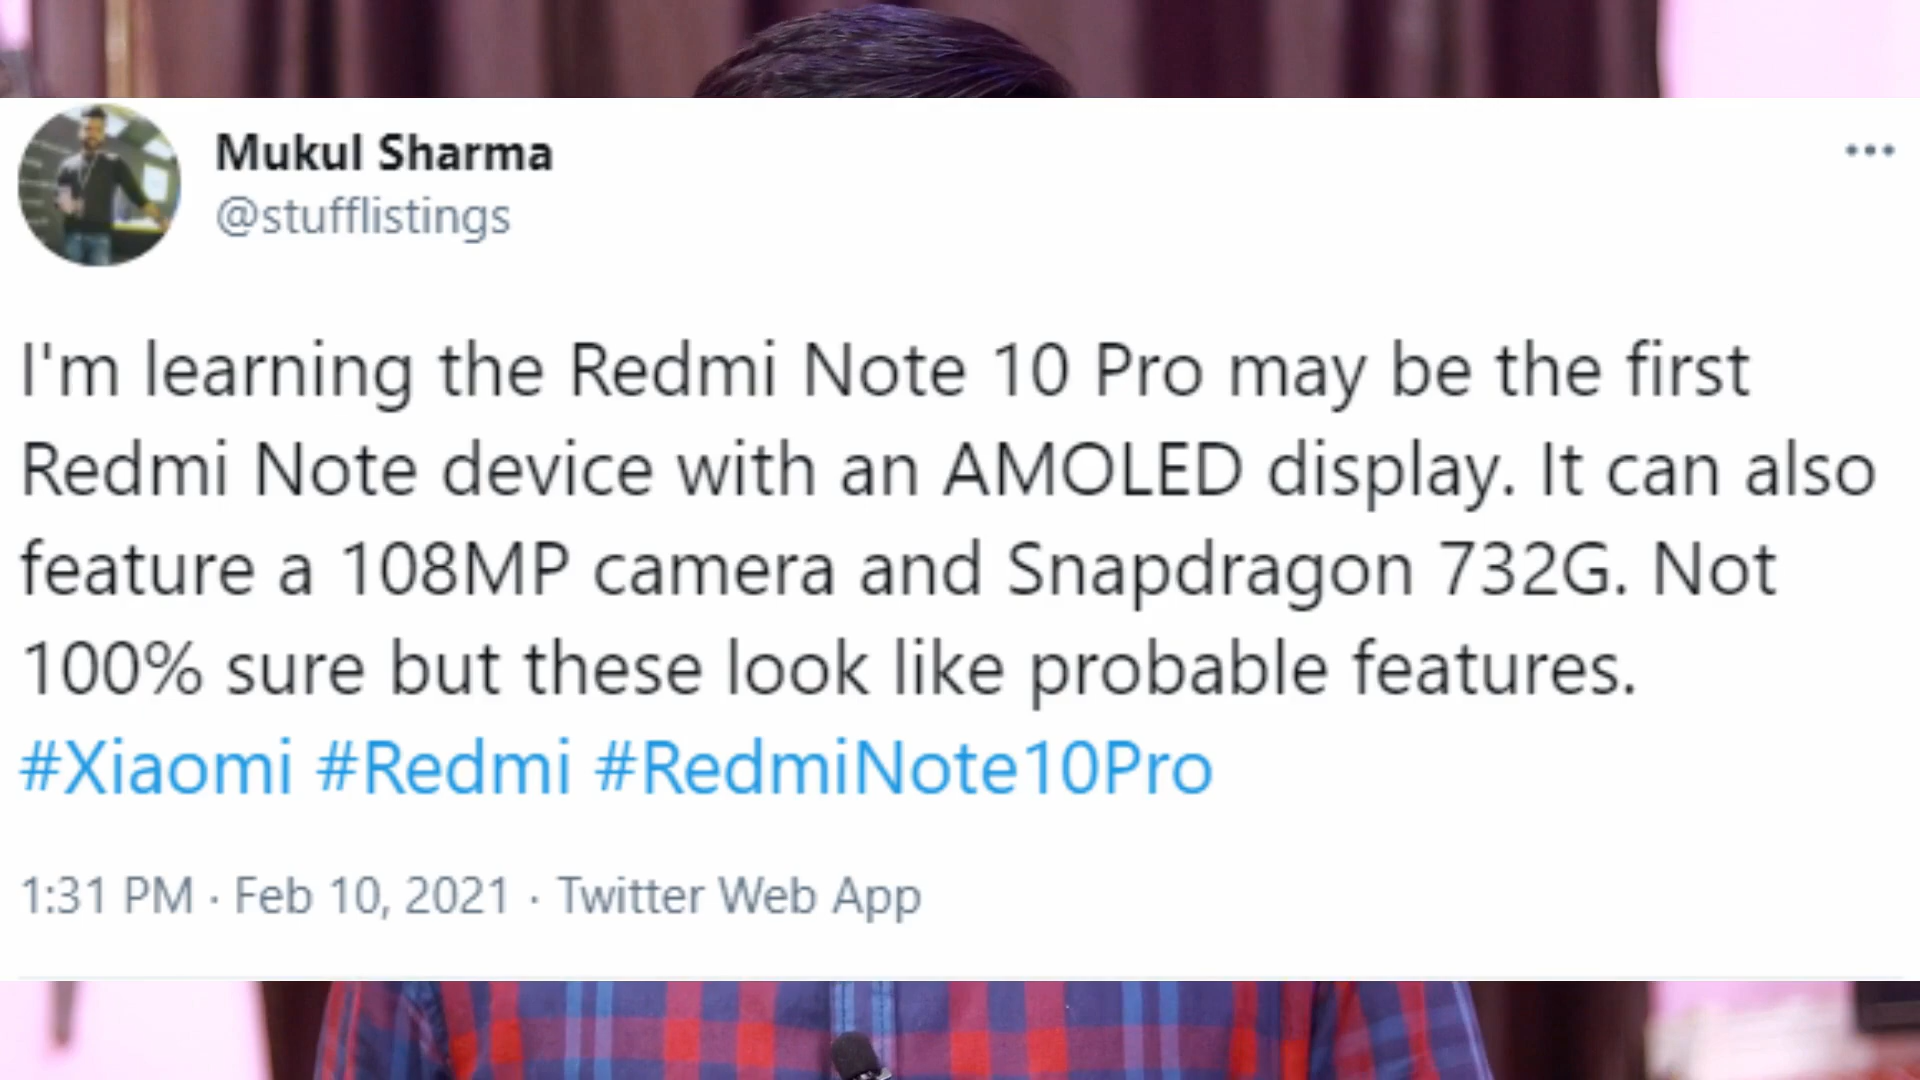 Mukul Sharma
@stufflistings
I'm learning the Redmi Note 10 Pro may be the first
Redmi Note device with an AMOLED display. It can also
feature a 108MP camera and Snapdragon 732G. Not
100% sure but these look like probable features.
#Xiaomi #Redmi #RedmiNote10Pro
1:31 PM · Feb 10, 2021 · Twitter Web App